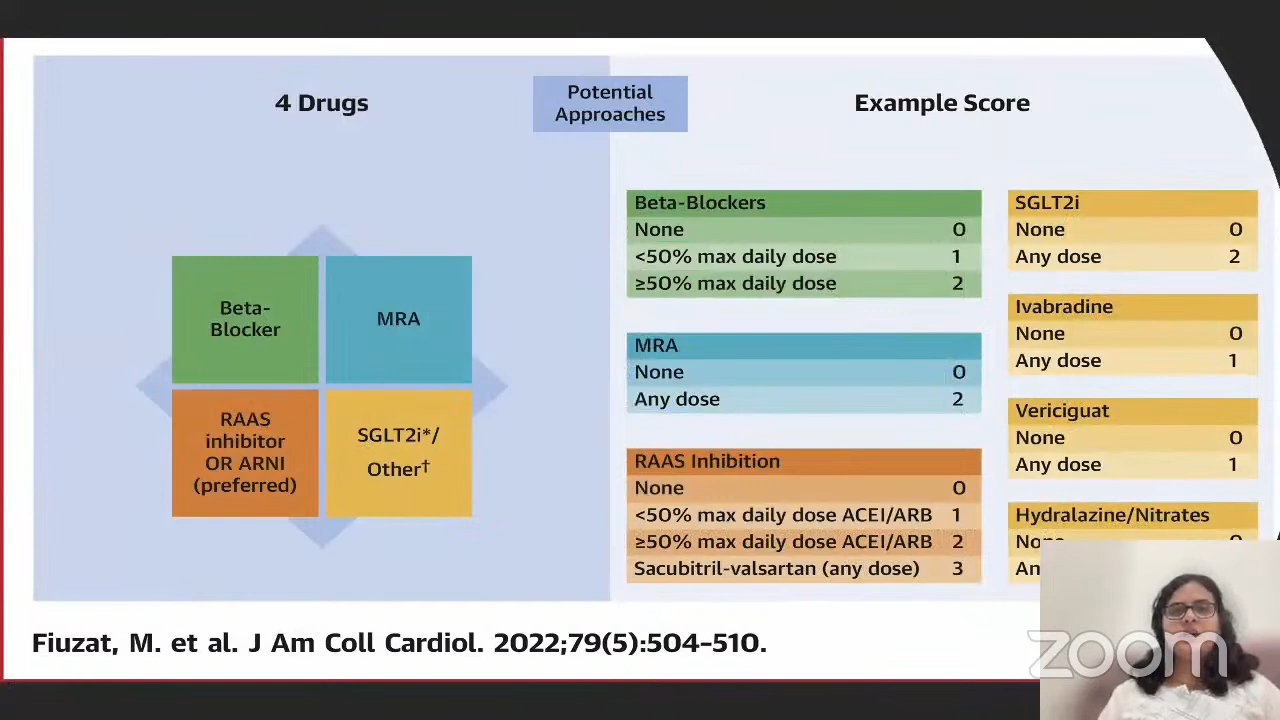 4 Drugs
Potential
Approaches
Example Score
Beta-
Blocker
MRA
RAAS
inhibitor
OR ARNI
(preferred)
SGLT2i*/
Other†
Beta-Blockers
None 0
<50% max daily dose 1
≥50% max daily dose 2
MRA
None 0
Any dose 2
RAAS Inhibition
None 0
<50% max daily dose ACEI/ARB 1
≥50% max daily dose ACEI/ARB 2
Sacubitril-valsartan (any dose) 3
SGLT2i
None 0
Any dose 2
Ivabradine
None 0
Any dose 1
Vericiguat
None 0
Any dose 1
Hydralazine/Nitrates
Fiuzat, M. et al. J Am Coll Cardiol. 2022;79(5):504–510.
zoom